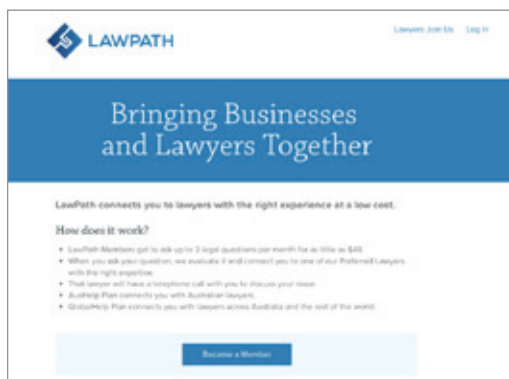 LAWPATH
Lawyers Join Us Log In
Bringing Businesses
and Lawyers Together
LawPath connects you to lawyers with the right experience at a low cost.
How does it work?
LawPath Members get to ask up to 3 legal questions per month for as little as
When you ask your question, we evaluate it and connect you to one of our Preferred Lawyers
with the right expertise.
That lawyer will have a telephone call with you to discuss your issue.
AusHelp Plan connects you with Australian lawyers.
GlobalHelp Plan connects you with lawyers across Australia and the rest of the world
Become a Member